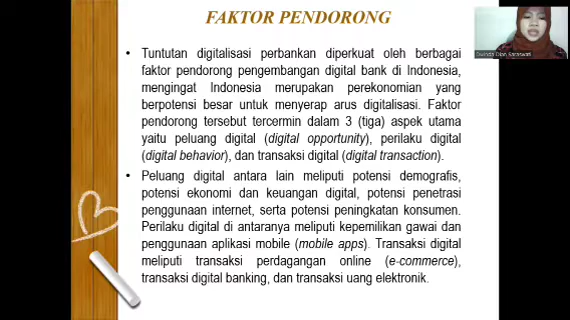 FAKTOR PENDORONG
• Tuntutan digitalisasi perbankan diperkuat oleh berbagai
faktor pendorong pengembangan digital bank di Indonesia,
mengingat Indonesia merupakan perekonomian yang
berpotensi besar untuk menyerap arus digitalisasi. Faktor
pendorong tersebut tercermin dalam 3 (tiga) aspek utama
yaitu peluang digital (digital opportunity), perilaku digital
(digital behavior), dan transaksi digital (digital transaction).
• Peluang digital antara lain meliputi potensi demografis,
potensi ekonomi dan keuangan digital, potensi penetrasi
penggunaan internet, serta potensi peningkatan konsumen.
Perilaku digital di antaranya meliputi kepemilikan gawai dan
penggunaan aplikasi mobile (mobile apps). Transaksi digital
meliputi transaksi perdagangan online (e-commerce),
transaksi digital banking, dan transaksi uang elektronik.
Dian Saraswati